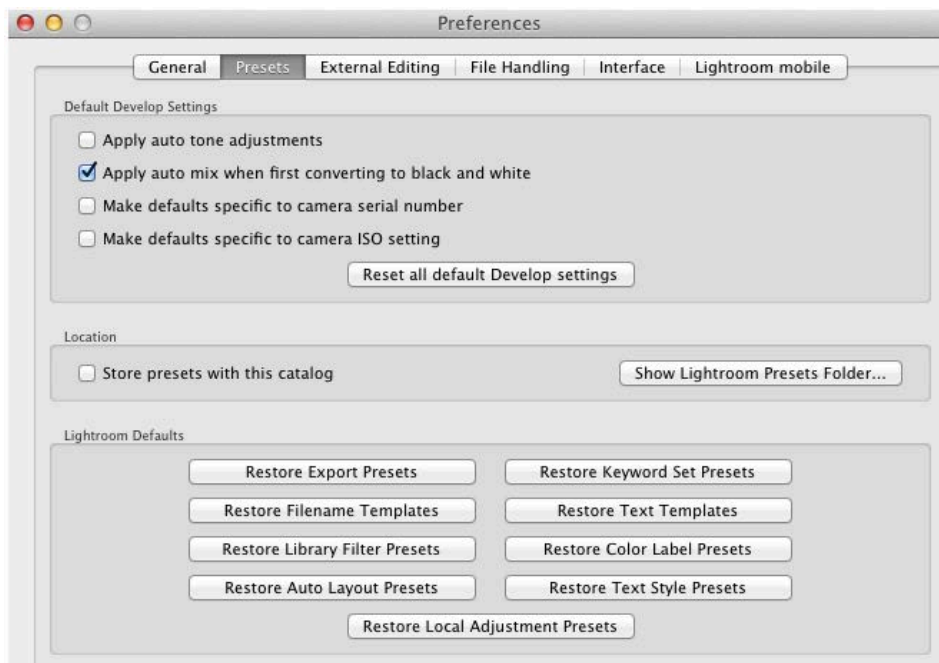 Preferences
General Presets External Editing File Handling Interface Lightroom mobile
Default Develop Settings
Apply auto tone adjustments
Apply auto mix when first converting to black and white
Make defaults specific to camera serial number
Make defaults specific to camera ISO setting
Reset all default Develop settings
Location
Store presets with this catalog Show Lightroom Presets Folder...
Lightroom Defaults
Restore Export Presets Restore Keyword Set Presets
Restore Filename Templates Restore Text Templates
Restore Library Filter Presets Restore Color Label Presets
Restore Auto Layout Presets Restore Text Style Presets
Restore Local Adjustment Presets